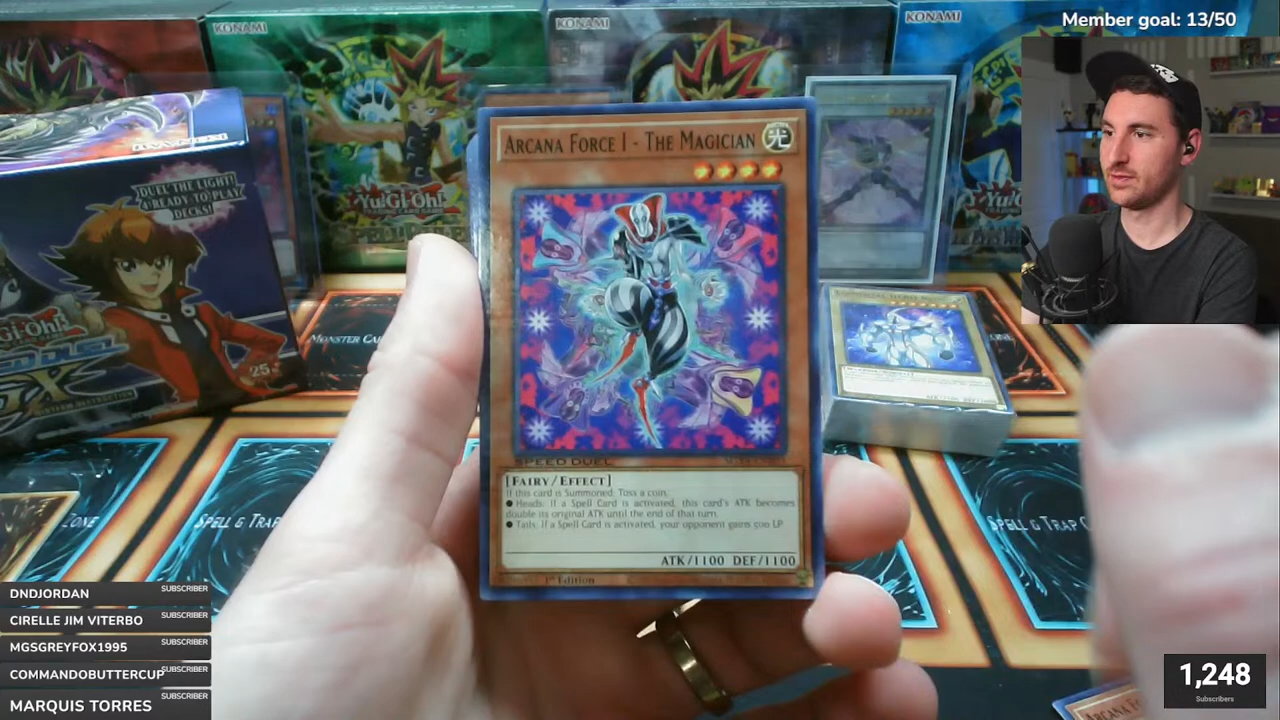 Member goal: 13/50
KONAMI
KONAMI
KONAMI
Yu-Gi-Oh!
Yu-Gi-Oh!
DUEL THE LIGHT!
4 READY-TO-PLAY
DECKS!
GX
25
MONSTER
SPELL & TRAP
SPELL & TRAP
ZONE
ARCANA FORCE I - THE MAGICIAN
SPEED DUEL
[FAIRY/EFFECT]
If this card is Summoned: Toss a coin.
● Heads: If a Spell Card is activated, this card's ATK becomes
double its original ATK until the end of that turn.
● Tails: If a Spell Card is activated, your opponent gains 500 LP
ATK/1100 DEF/1100
1st Edition
DNDJORDAN SUBSCRIBER
CIRELLE JIM VITERBO SUBSCRIBER
MGSGREYFOX1995 SUBSCRIBER
COMMANDOBUTTERCUP SUBSCRIBER
MARQUIS TORRES SUBSCRIBER
1,248
Subscribers